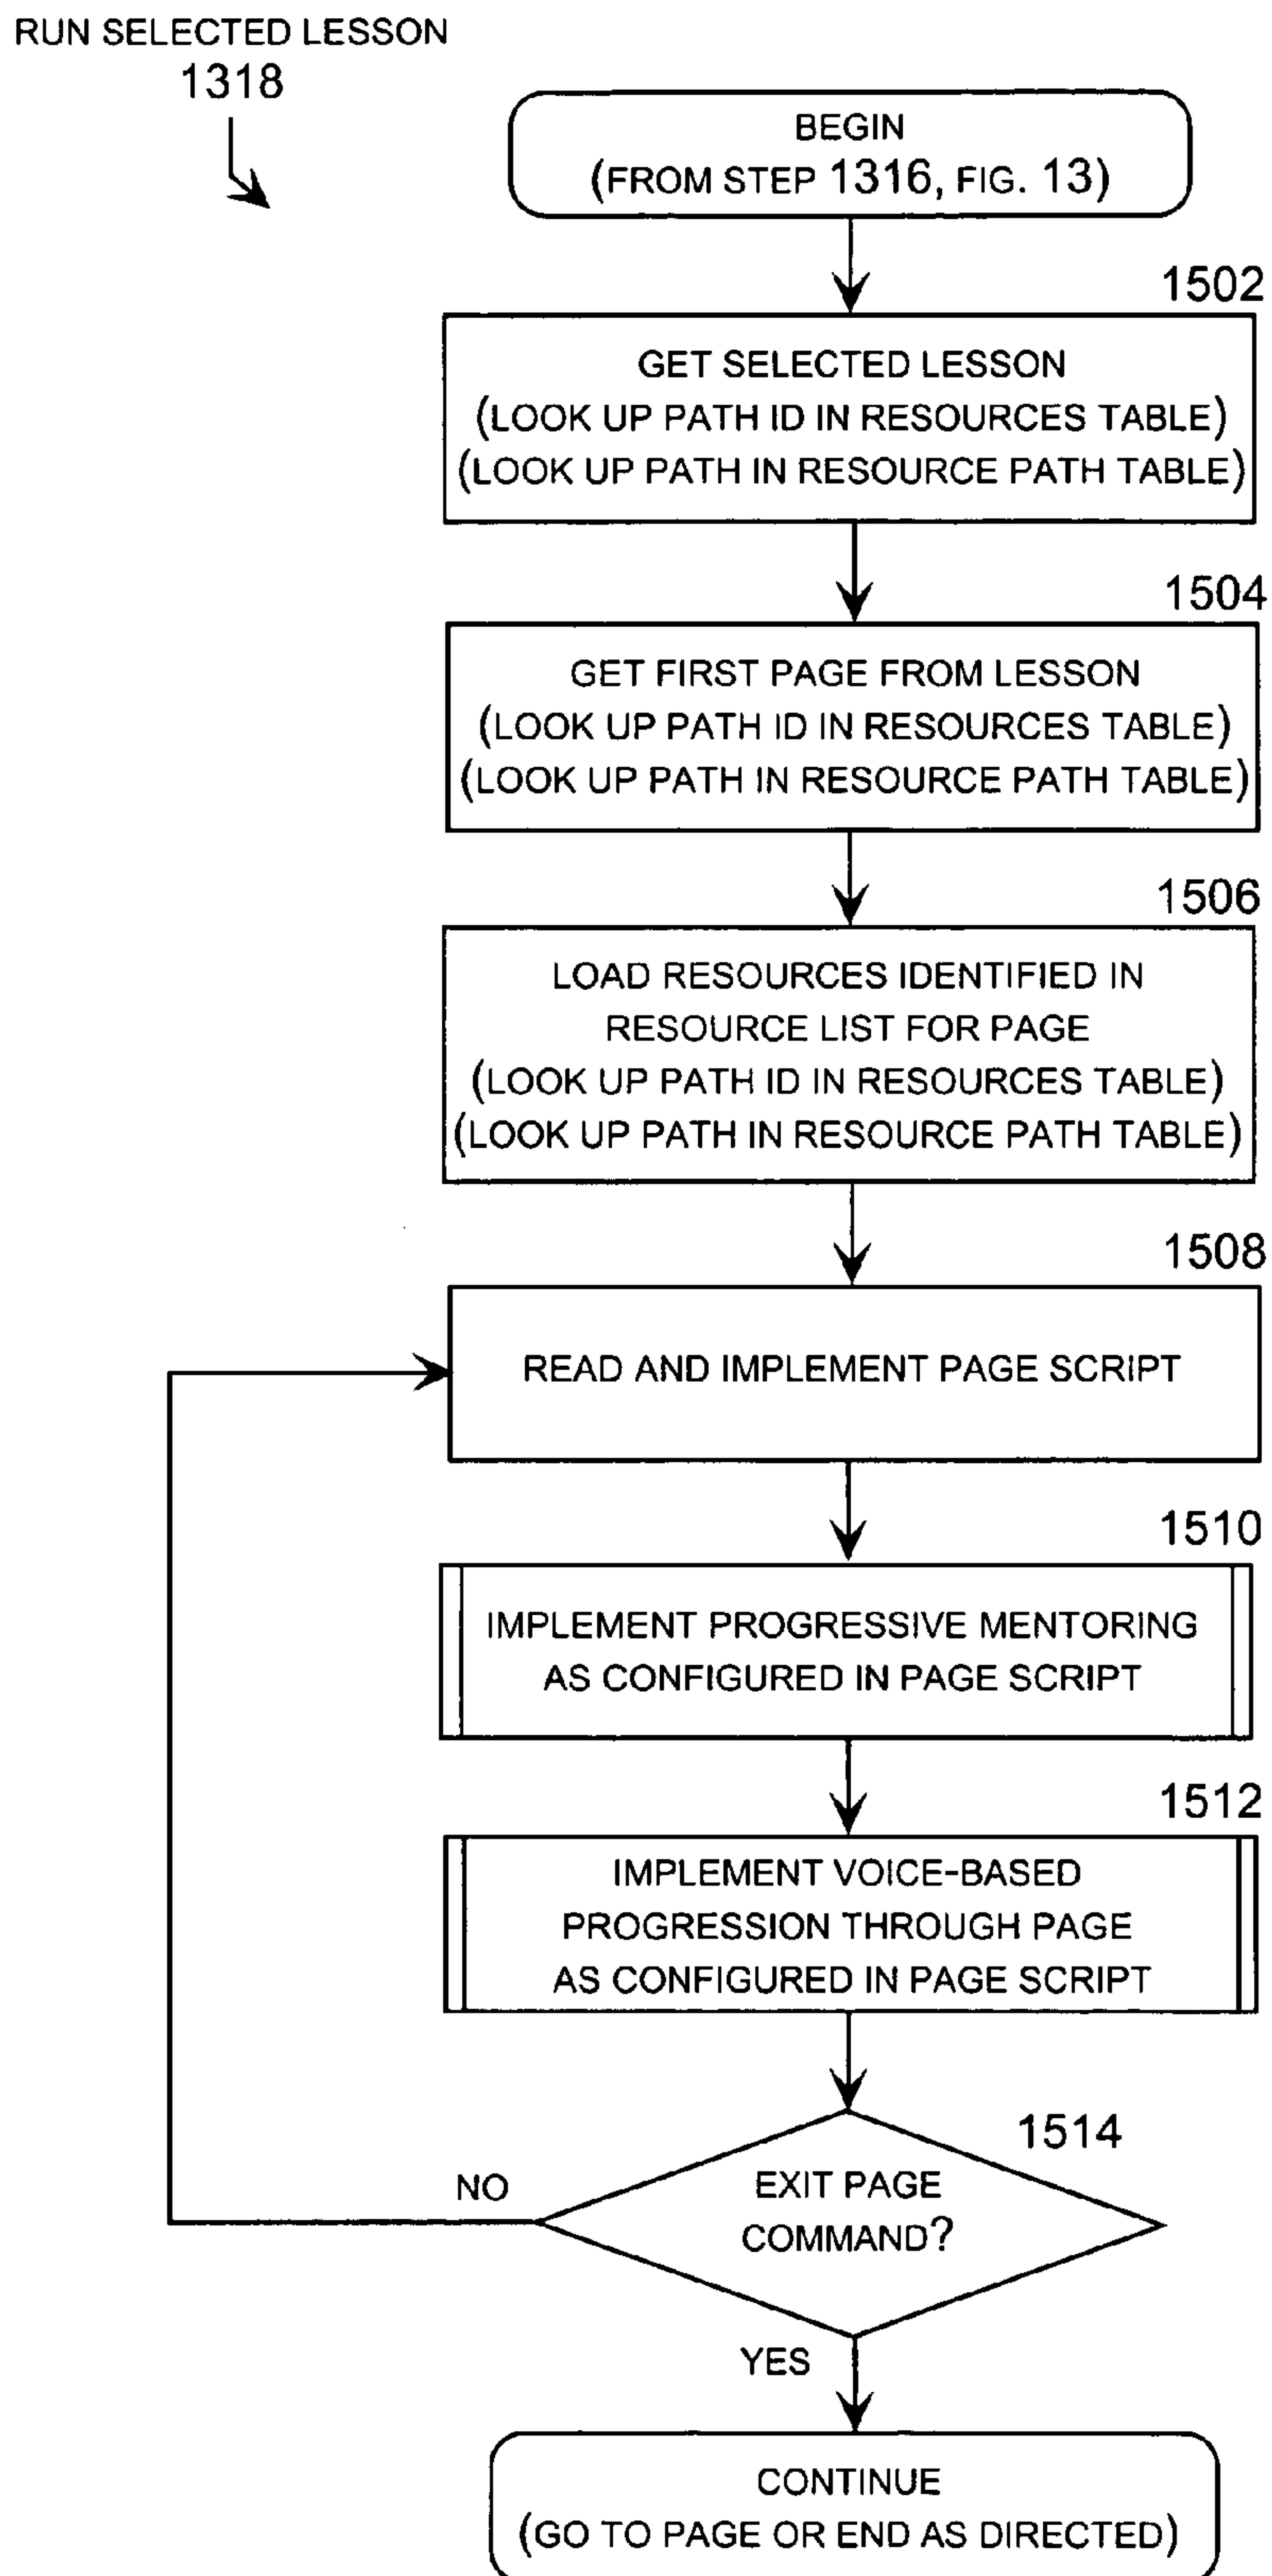 RUN SELECTED LESSON
1318
BEGIN
(FROM STEP 1316, FIG. 13)
1502
GET SELECTED LESSON
(LOOK UP PATH ID IN RESOURCES TABLE)
(LOOK UP PATH IN RESOURCE PATH TABLE)
1504
GET FIRST PAGE FROM LESSON
(LOOK UP PATH ID IN RESOURCES TABLE)
(LOOK UP PATH IN RESOURCE PATH TABLE)
1506
LOAD RESOURCES IDENTIFIED IN
RESOURCE LIST FOR PAGE
(LOOK UP PATH ID IN RESOURCES TABLE)
(LOOK UP PATH IN RESOURCE PATH TABLE)
1508
READ AND IMPLEMENT PAGE SCRIPT
1510
IMPLEMENT PROGRESSIVE MENTORING
AS CONFIGURED IN PAGE SCRIPT
1512
IMPLEMENT VOICE-BASED
PROGRESSION THROUGH PAGE
AS CONFIGURED IN PAGE SCRIPT
1514
EXIT PAGE
COMMAND?
NO
YES
CONTINUE
(GO TO PAGE OR END AS DIRECTED)